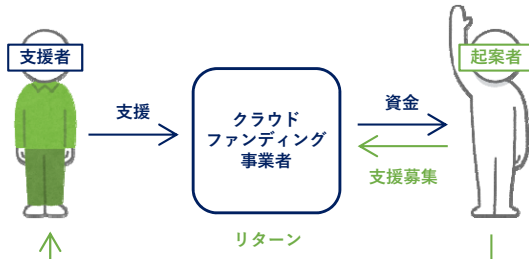 支援者
起案者
支援
クラウド
ファンディング
事業者
資金
支援募集
リターン